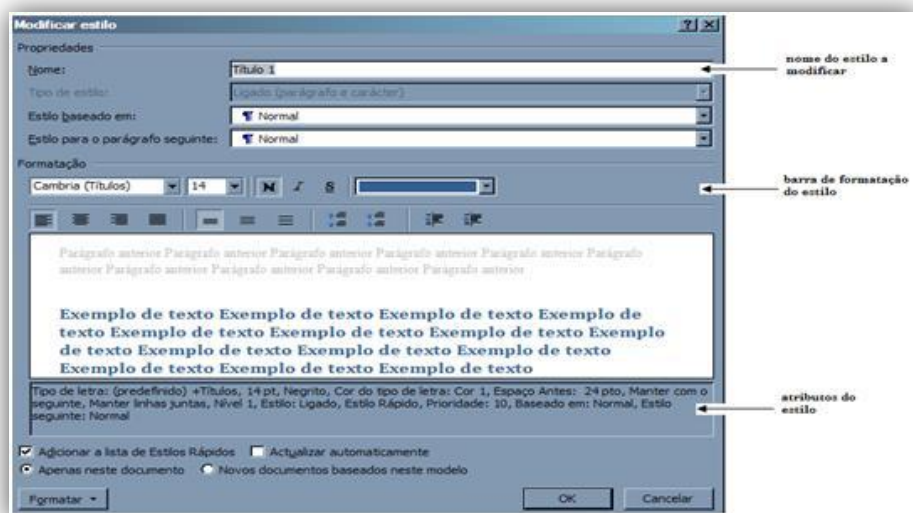 Modificar estilo
Propriedades
Nome: Título 1
nome do estilo a
modificar
Tipo de estilo: Ligado (parágrafo e carácter)
Estilo baseado em: ¶ Normal
Estilo para o parágrafo seguinte: ¶ Normal
Formatação
Cambria (Títulos) 14 N I S
barra de formatação
do estilo
Parágrafo anterior Parágrafo anterior Parágrafo anterior Parágrafo anterior Parágrafo
anterior Parágrafo anterior Parágrafo anterior Parágrafo anterior Parágrafo anterior
Exemplo de texto Exemplo de texto Exemplo de texto Exemplo de
texto Exemplo de texto Exemplo de texto Exemplo de texto Exemplo
de texto Exemplo de texto Exemplo de texto Exemplo de texto
Exemplo de texto Exemplo de texto Exemplo de texto
Tipo de letra: (predefinido) +Títulos, 14 pt, Negrito, Cor do tipo de letra: Cor 1, Espaço Antes: 24 pto, Manter com o
seguinte, Manter linhas juntas, Nível 1, Estilo: Ligado, Estilo Rápido, Prioridade: 10, Baseado em: Normal, Estilo
seguinte: Normal
atributos do
estilo
Adicionar a lista de Estilos Rápidos Actualizar automaticamente
Apenas neste documento Novos documentos baseados neste modelo
Formatar OK Cancelar